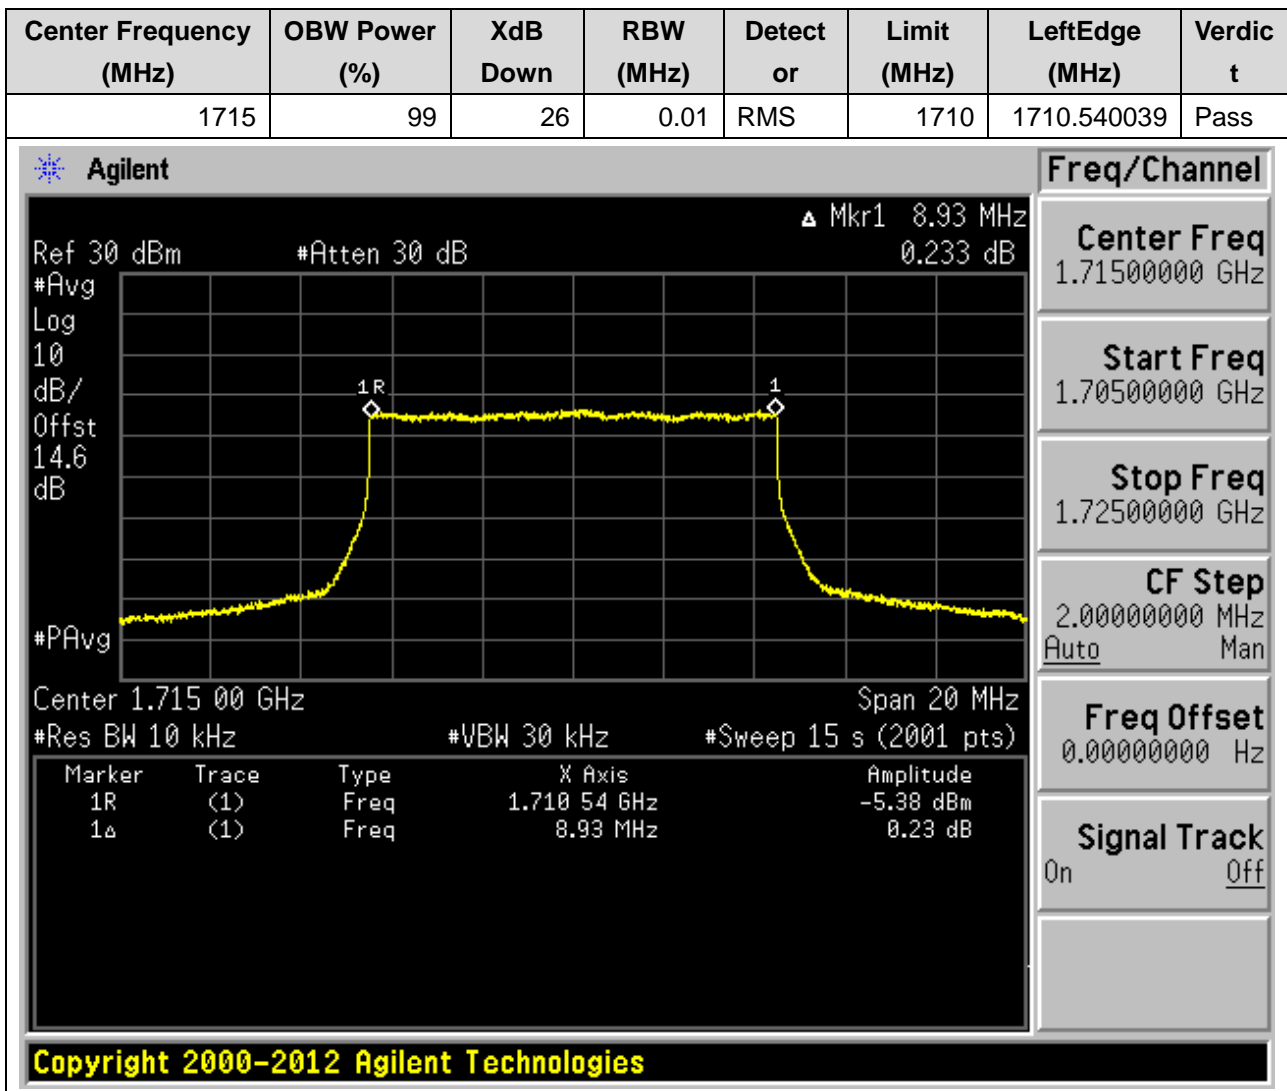 Center Frequency (MHz) OBW Power (%) XdB Down RBW (MHz) Detect or Limit (MHz) LeftEdge (MHz) Verdic t
1715 99 26 0.01 RMS 1710 1710.540039 Pass
Agilent
Freq/Channel
Δ Mkr1 8.93 MHz
Ref 30 dBm #Atten 30 dB 0.233 dB
#Avg
Log
10
dB/
Offst
14.6
dB
#PAvg
1R
1
Center 1.715 00 GHz Span 20 MHz
#Res BW 10 kHz #VBW 30 kHz #Sweep 15 s (2001 pts)
Marker Trace Type X Axis Amplitude
1R (1) Freq 1.710 54 GHz -5.38 dBm
1Δ (1) Freq 8.93 MHz 0.23 dB
Center Freq
1.71500000 GHz
Start Freq
1.70500000 GHz
Stop Freq
1.72500000 GHz
CF Step
2.00000000 MHz
Auto Man
Freq Offset
0.00000000 Hz
Signal Track
On Off
Copyright 2000-2012 Agilent Technologies